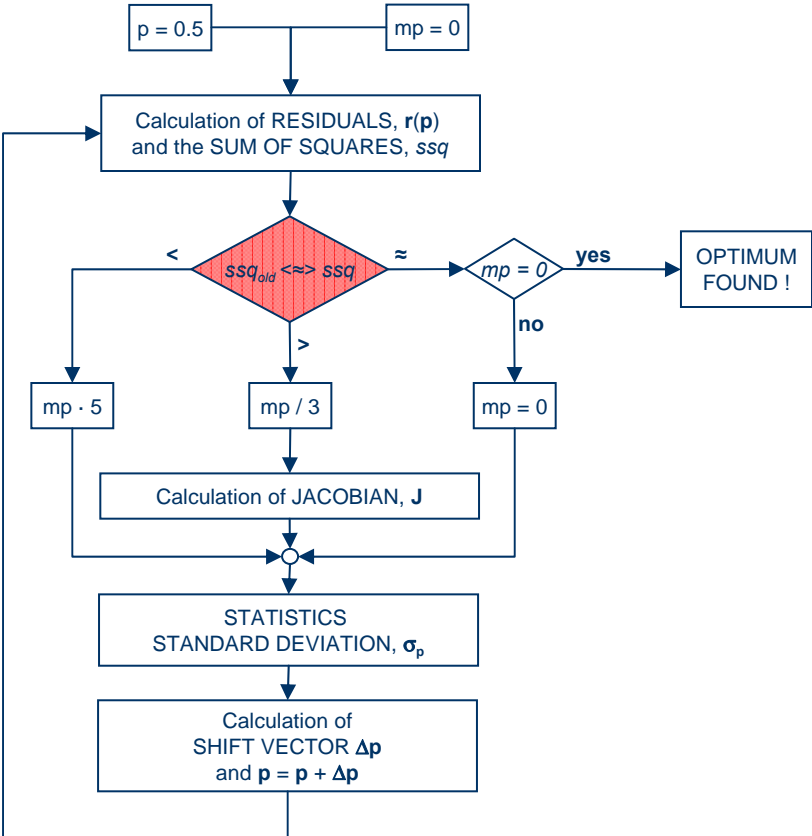 p = 0.5
mp = 0
Calculation of RESIDUALS, r(p)
and the SUM OF SQUARES, ssq
<
ssq_old <≈> ssq
≈
mp = 0
yes
OPTIMUM
FOUND !
no
>
mp · 5
mp / 3
mp = 0
Calculation of JACOBIAN, J
STATISTICS
STANDARD DEVIATION, σ_p
Calculation of
SHIFT VECTOR Δp
and p = p + Δp